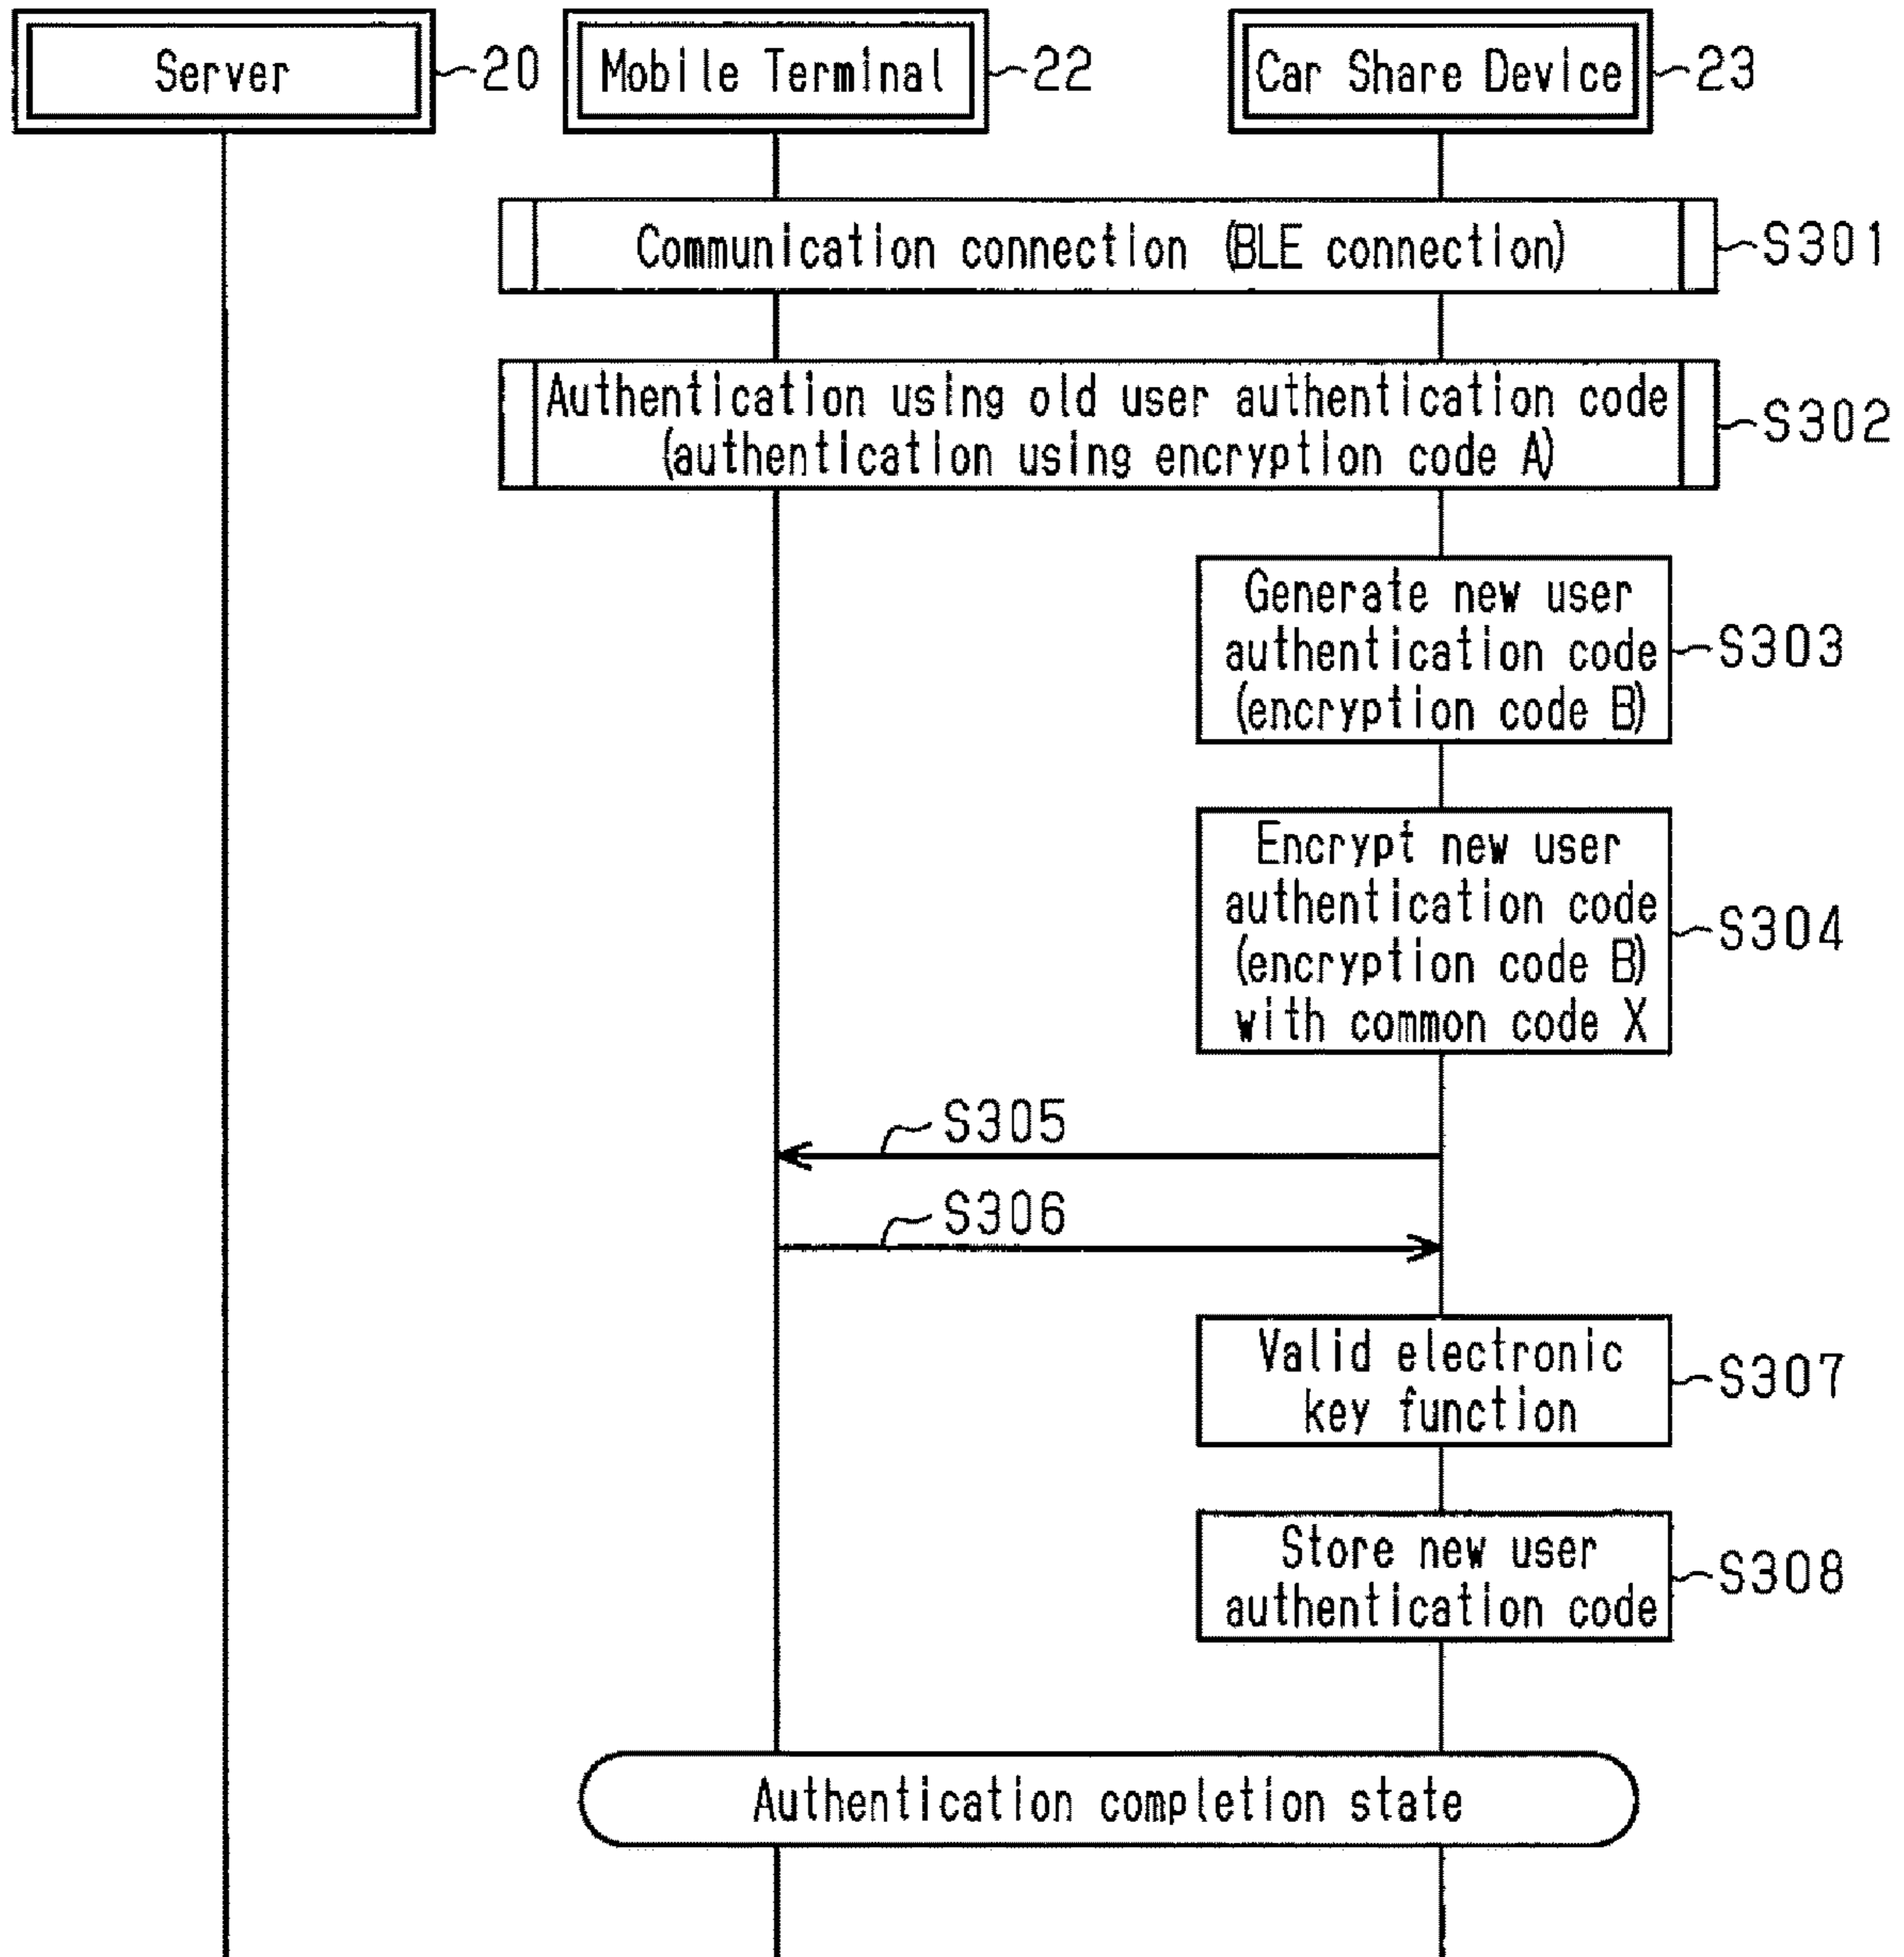 Server
20
Mobile Terminal
22
Car Share Device
23
Communication connection (BLE connection)
S301
Authentication using old user authentication code
(authentication using encryption code A)
S302
Generate new user
authentication code
(encryption code B)
S303
Encrypt new user
authentication code
(encryption code B)
with common code X
S304
S305
S306
Valid electronic
key function
S307
Store new user
authentication code
S308
Authentication completion state